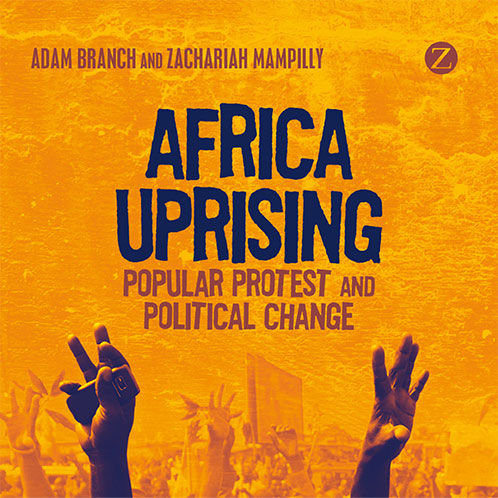 ADAM BRANCH AND ZACHARIAH MAMPILLY
Z
AFRICA
UPRISING
POPULAR PROTEST AND
POLITICAL CHANGE